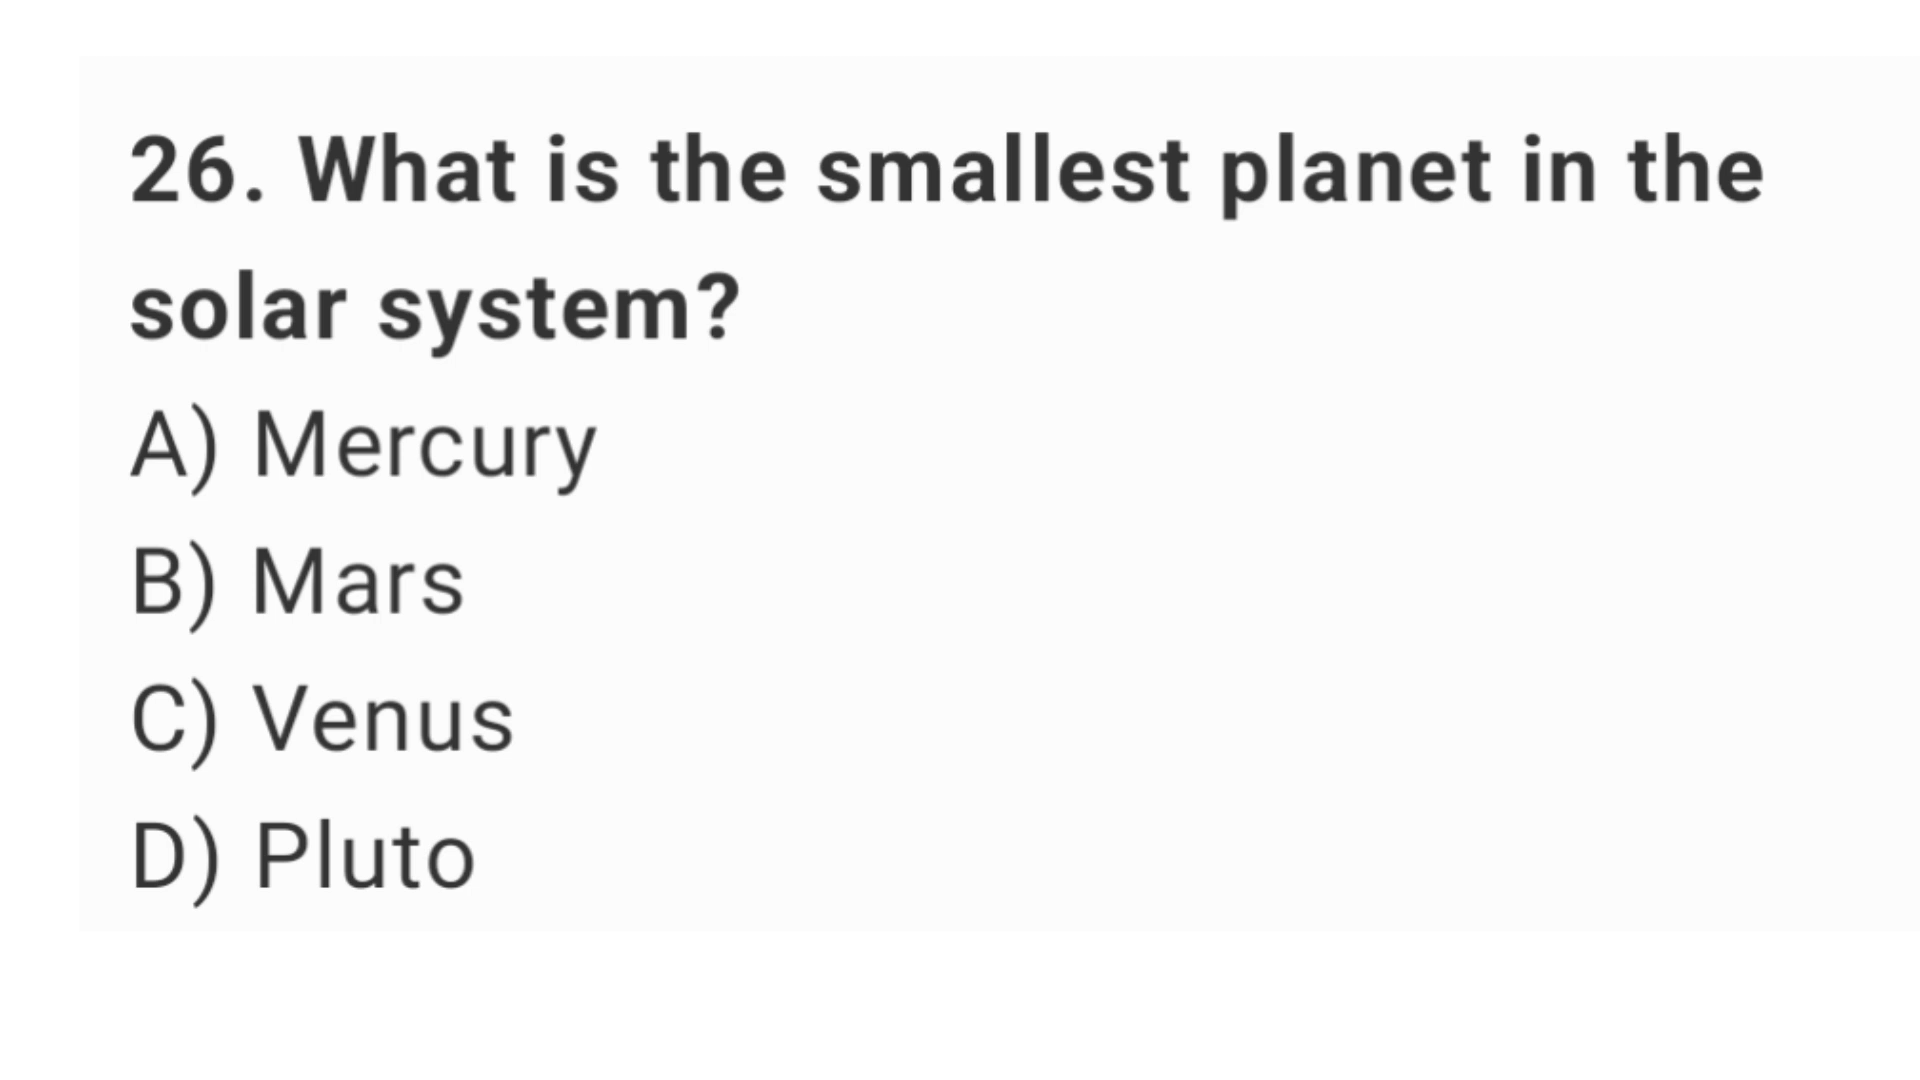 26. What is the smallest planet in the
solar system?
A) Mercury
B) Mars
C) Venus
D) Pluto